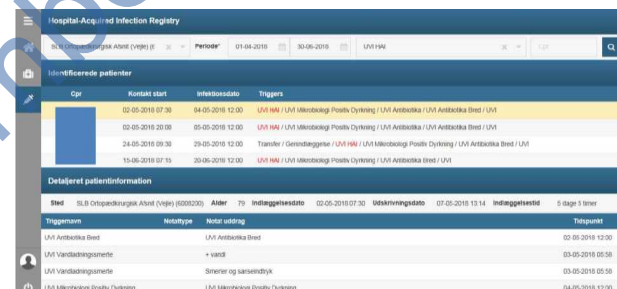 Hospital-Acquired Infection Registry
SLB Ortopædkirurgisk Afsnit (Vejle) (6 Periode* 01-04-2018 30-06-2018 UVI HAI
Identificerede patienter
Cpr Kontakt start Infektionsdato Triggers
02-05-2018 07:38 04-05-2018 12:00 UVI HAI / UVI Mikrobiologi Positiv Dyrkning / UVI Antibiotika / UVI Antibiotika Bred / UVI
02-05-2018 20:00 05-05-2018 12:00 UVI HAI / UVI Mikrobiologi Positiv Dyrkning / UVI Antibiotika / UVI Antibiotika Bred / UVI
24-05-2018 09:38 29-05-2018 12:00 Transfer / Genindlæggelse / UVI HAI / UVI Mikrobiologi Positiv Dyrkning / UVI Antibiotika Bred / UVI
15-06-2018 07:15 20-06-2018 12:00 UVI HAI / UVI Mikrobiologi Positiv Dyrkning / UVI Antibiotika Bred / UVI
Detaljeret patientinformation
Sted SLB Ortopædkirurgisk Afsnit (Vejle) (6008200) Alder 79 Indlæggelsesdato 02-05-2018 07:30 Udskrivningsdato 07-05-2018 13:14 Indlæggelsestid 5 dage 5 timer
Triggernavn Notattype Notat uddrag Tidspunkt
UVI Antibiotika Bred UVI Antibiotika Bred 02-05-2018 12:00
UVI Vandladningssmerte + vandl 03-05-2018 05:58
UVI Vandladningssmerte Smerter og sanseindtryk 03-05-2018 05:58
UVI Mikrobiologi Positiv Dyrkning UVI Mikrobiologi Positiv Dyrkning 04-05-2018 12:00